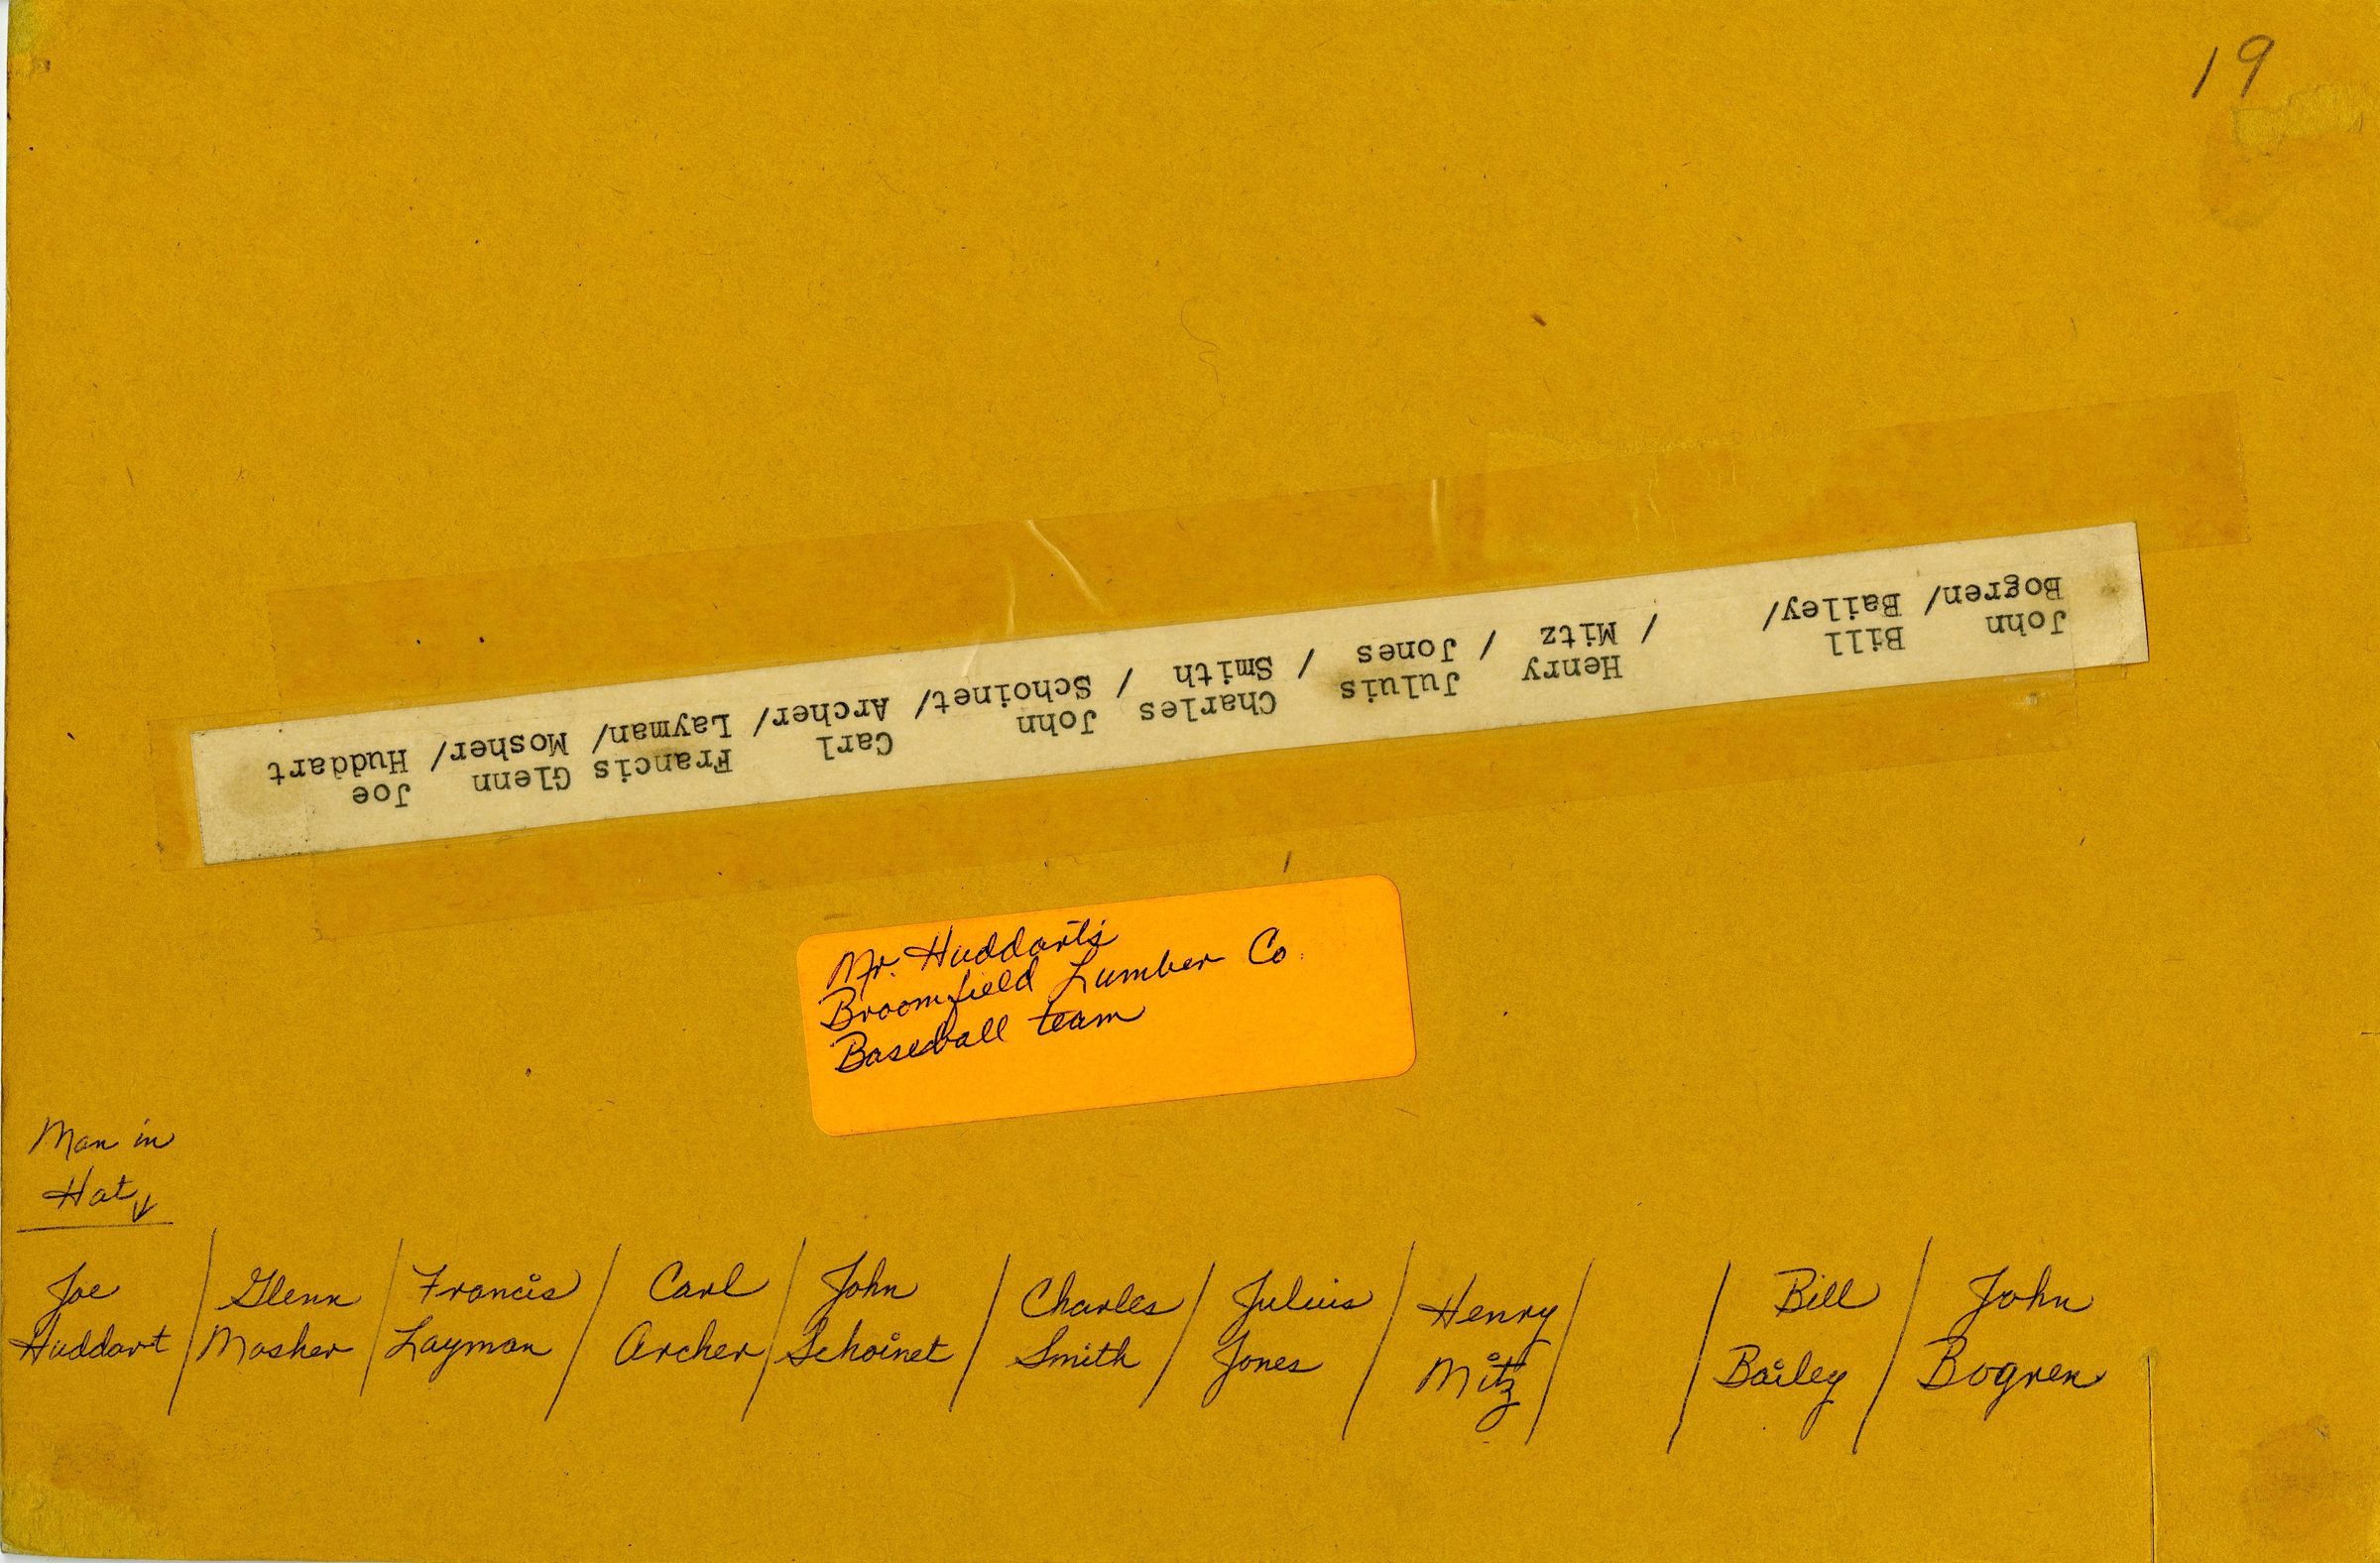 19
John Bill Henry Juluis Charles John Carl Francis Glenn Joe
Bogren/ Bailey/ / Mitz / Jones / Smith / Schoinet/ Archer/ Layman/ Mosher/ Huddart
Mr. Huddart's
Broomfield Lumber Co.
Baseball team
Man in
Hat
Joe / Glenn / Francis / Carl / John / Charles / Julius / Henry / / Bill / John
Huddart / Mosher / Layman / Archer / Schoinet / Smith / Jones / Mitz / / Bailey / Bogren